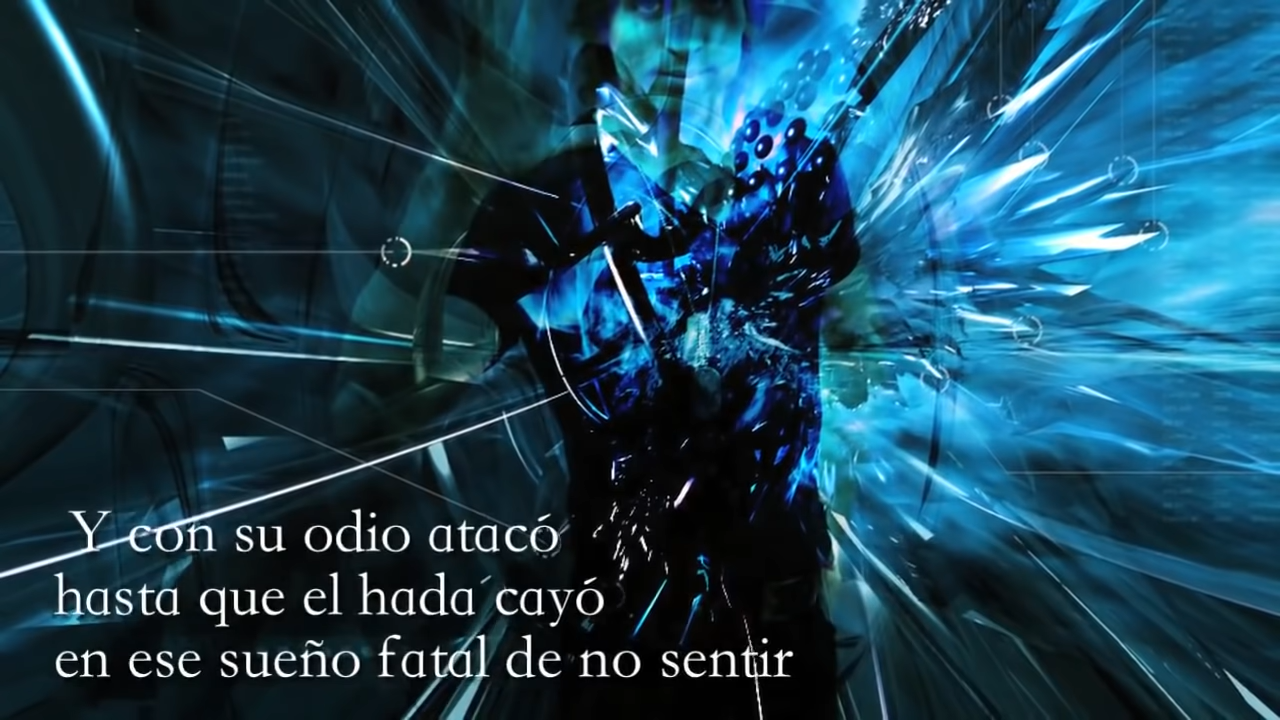 Y con su odio atacó
hasta que el hada cayó
en ese sueño fatal de no sentir